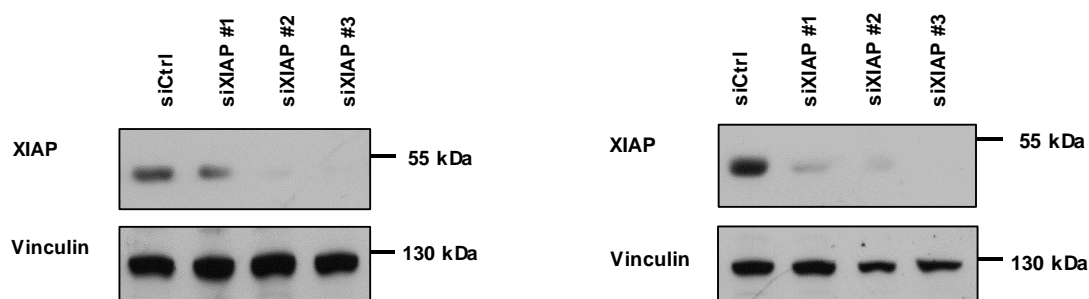 siCtrl
siXIAP #1
siXIAP #2
siXIAP #3
XIAP
55 kDa
Vinculin
130 kDa
siCtrl
siXIAP #1
siXIAP #2
siXIAP #3
XIAP
55 kDa
Vinculin
130 kDa